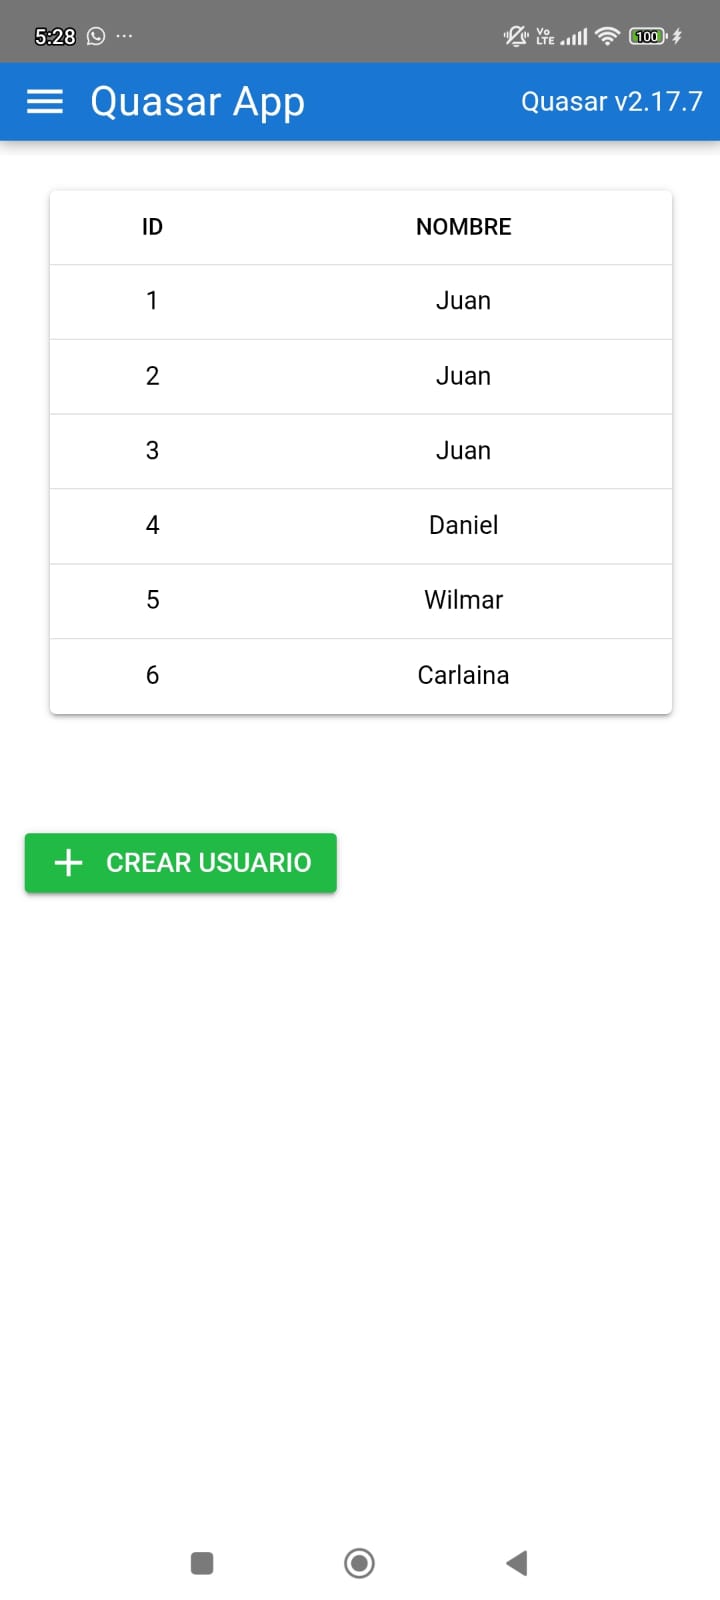 5:28 ... Vo LTE 100
Quasar App Quasar v2.17.7
ID NOMBRE
1 Juan
2 Juan
3 Juan
4 Daniel
5 Wilmar
6 Carlaina
+ CREAR USUARIO